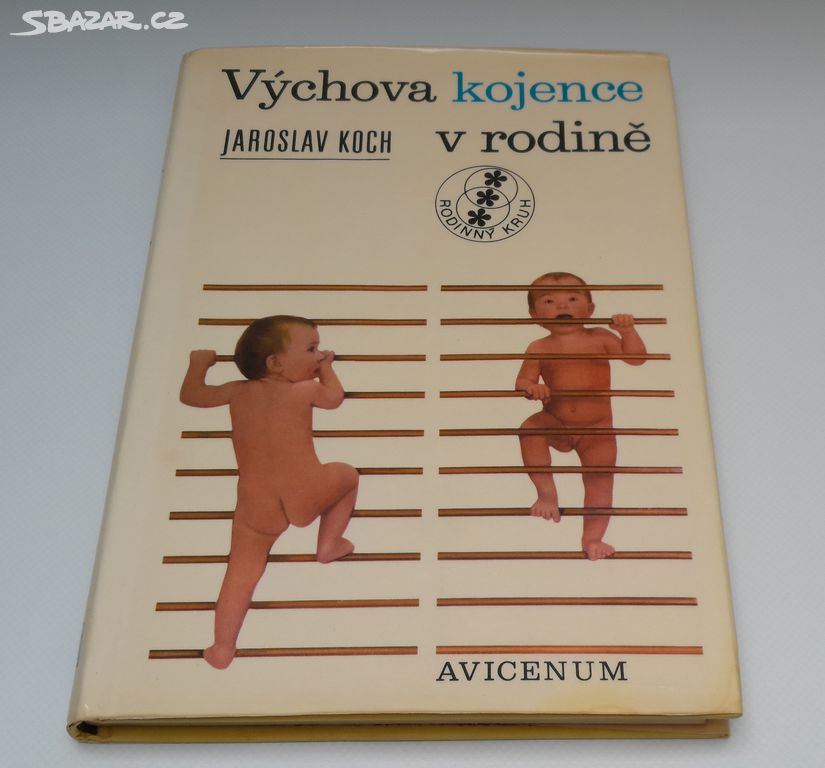 SBAZAR.CZ
Výchova kojence
JAROSLAV KOCH
v rodině
RODINNÝ KRUH
AVICENUM